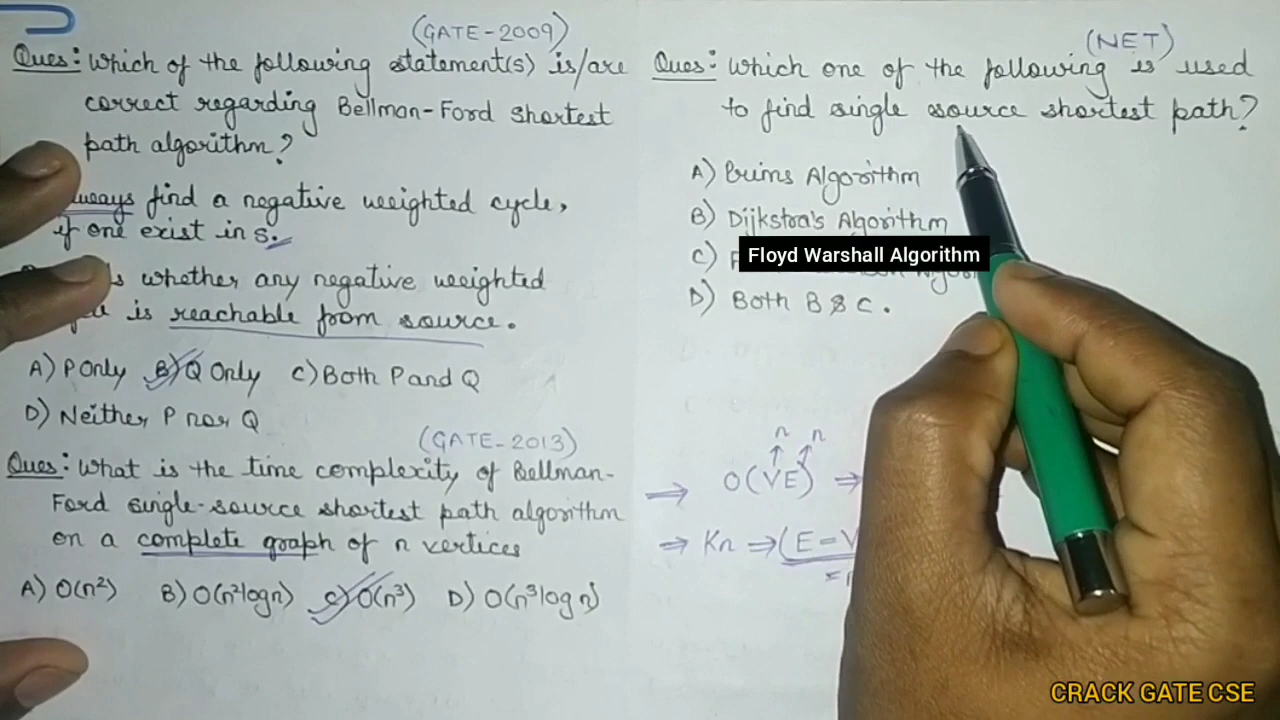 (GATE-2009)
Ques: Which of the following statement(s) is/are
correct regarding Bellman-Ford shortest
path algorithm?
find a negative weighted cycle,
if one exist in s.
whether any negative weighted
is reachable from source.
A) P Only B) Q Only C) Both P and Q
D) Neither P nor Q
(GATE-2013)
Ques: What is the time complexity of Bellman-
Ford single-source shortest path algorithm
on a complete graph of n vertices
A) O(n²) B) O(n²logn) C) O(n³) D) O(n³log n)
(NET)
Ques: Which one of the following is used
to find single source shortest path?
A) Prims Algorithm
B) Dijkstra's Algorithm
Floyd Warshall Algorithm
C)
D) Both B & C.
n n
⇒ O(VE) ⇒
⇒ Kn ⇒ (E = V
CRACK GATE CSE